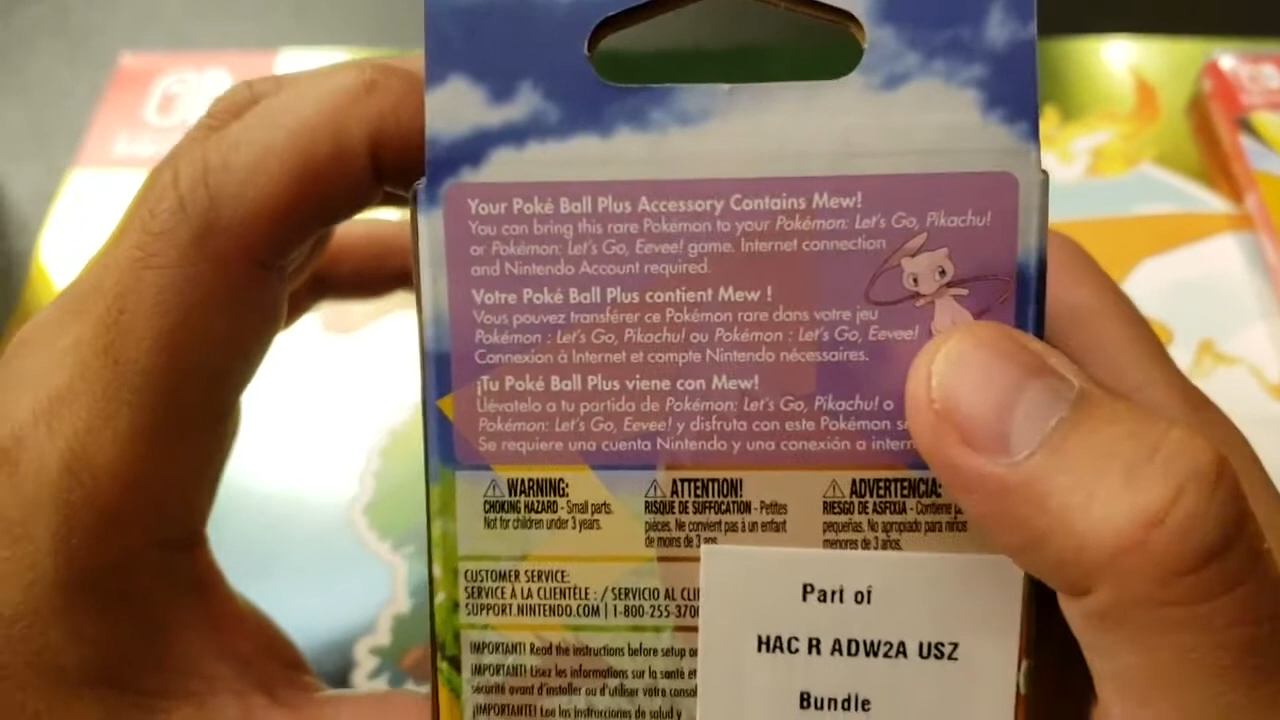 Your Poké Ball Plus Accessory Contains Mew!
You can bring this rare Pokémon to your Pokémon: Let's Go, Pikachu!
or Pokémon: Let's Go, Eevee! game. Internet connection
and Nintendo Account required.
Votre Poké Ball Plus contient Mew !
Vous pouvez transférer ce Pokémon rare dans votre jeu
Pokémon : Let's Go, Pikachu! ou Pokémon : Let's Go, Eevee!
Connexion à Internet et compte Nintendo nécessaires.
¡Tu Poké Ball Plus viene con Mew!
Llévatelo a tu partida de Pokémon: Let's Go, Pikachu! o
Pokémon: Let's Go, Eevee! y disfruta con este Pokémon
Se requiere una cuenta Nintendo y una conexión a
WARNING:
CHOKING HAZARD - Small parts.
Not for children under 3 years.
ATTENTION!
RISQUE DE SUFFOCATION - Petites
pièces. Ne convient pas à un enfant
de moins de 3 ans.
ADVERTENCIA:
RIESGO DE ASFIXIA - Contiene
pequeñas. No apropiado para niños
menores de 3 años.
CUSTOMER SERVICE:
SERVICE À LA CLIENTÈLE : / SERVICIO AL
SUPPORT.NINTENDO.COM | 1-800-255-370
IMPORTANT! Read the instructions before setup or
IMPORTANT! Lisez les informations sur la santé et
sécurité avant d'installer ou d'utiliser votre
¡IMPORTANTE! Lee las instrucciones de salud y
Part of
HAC R ADW2A USZ
Bundle